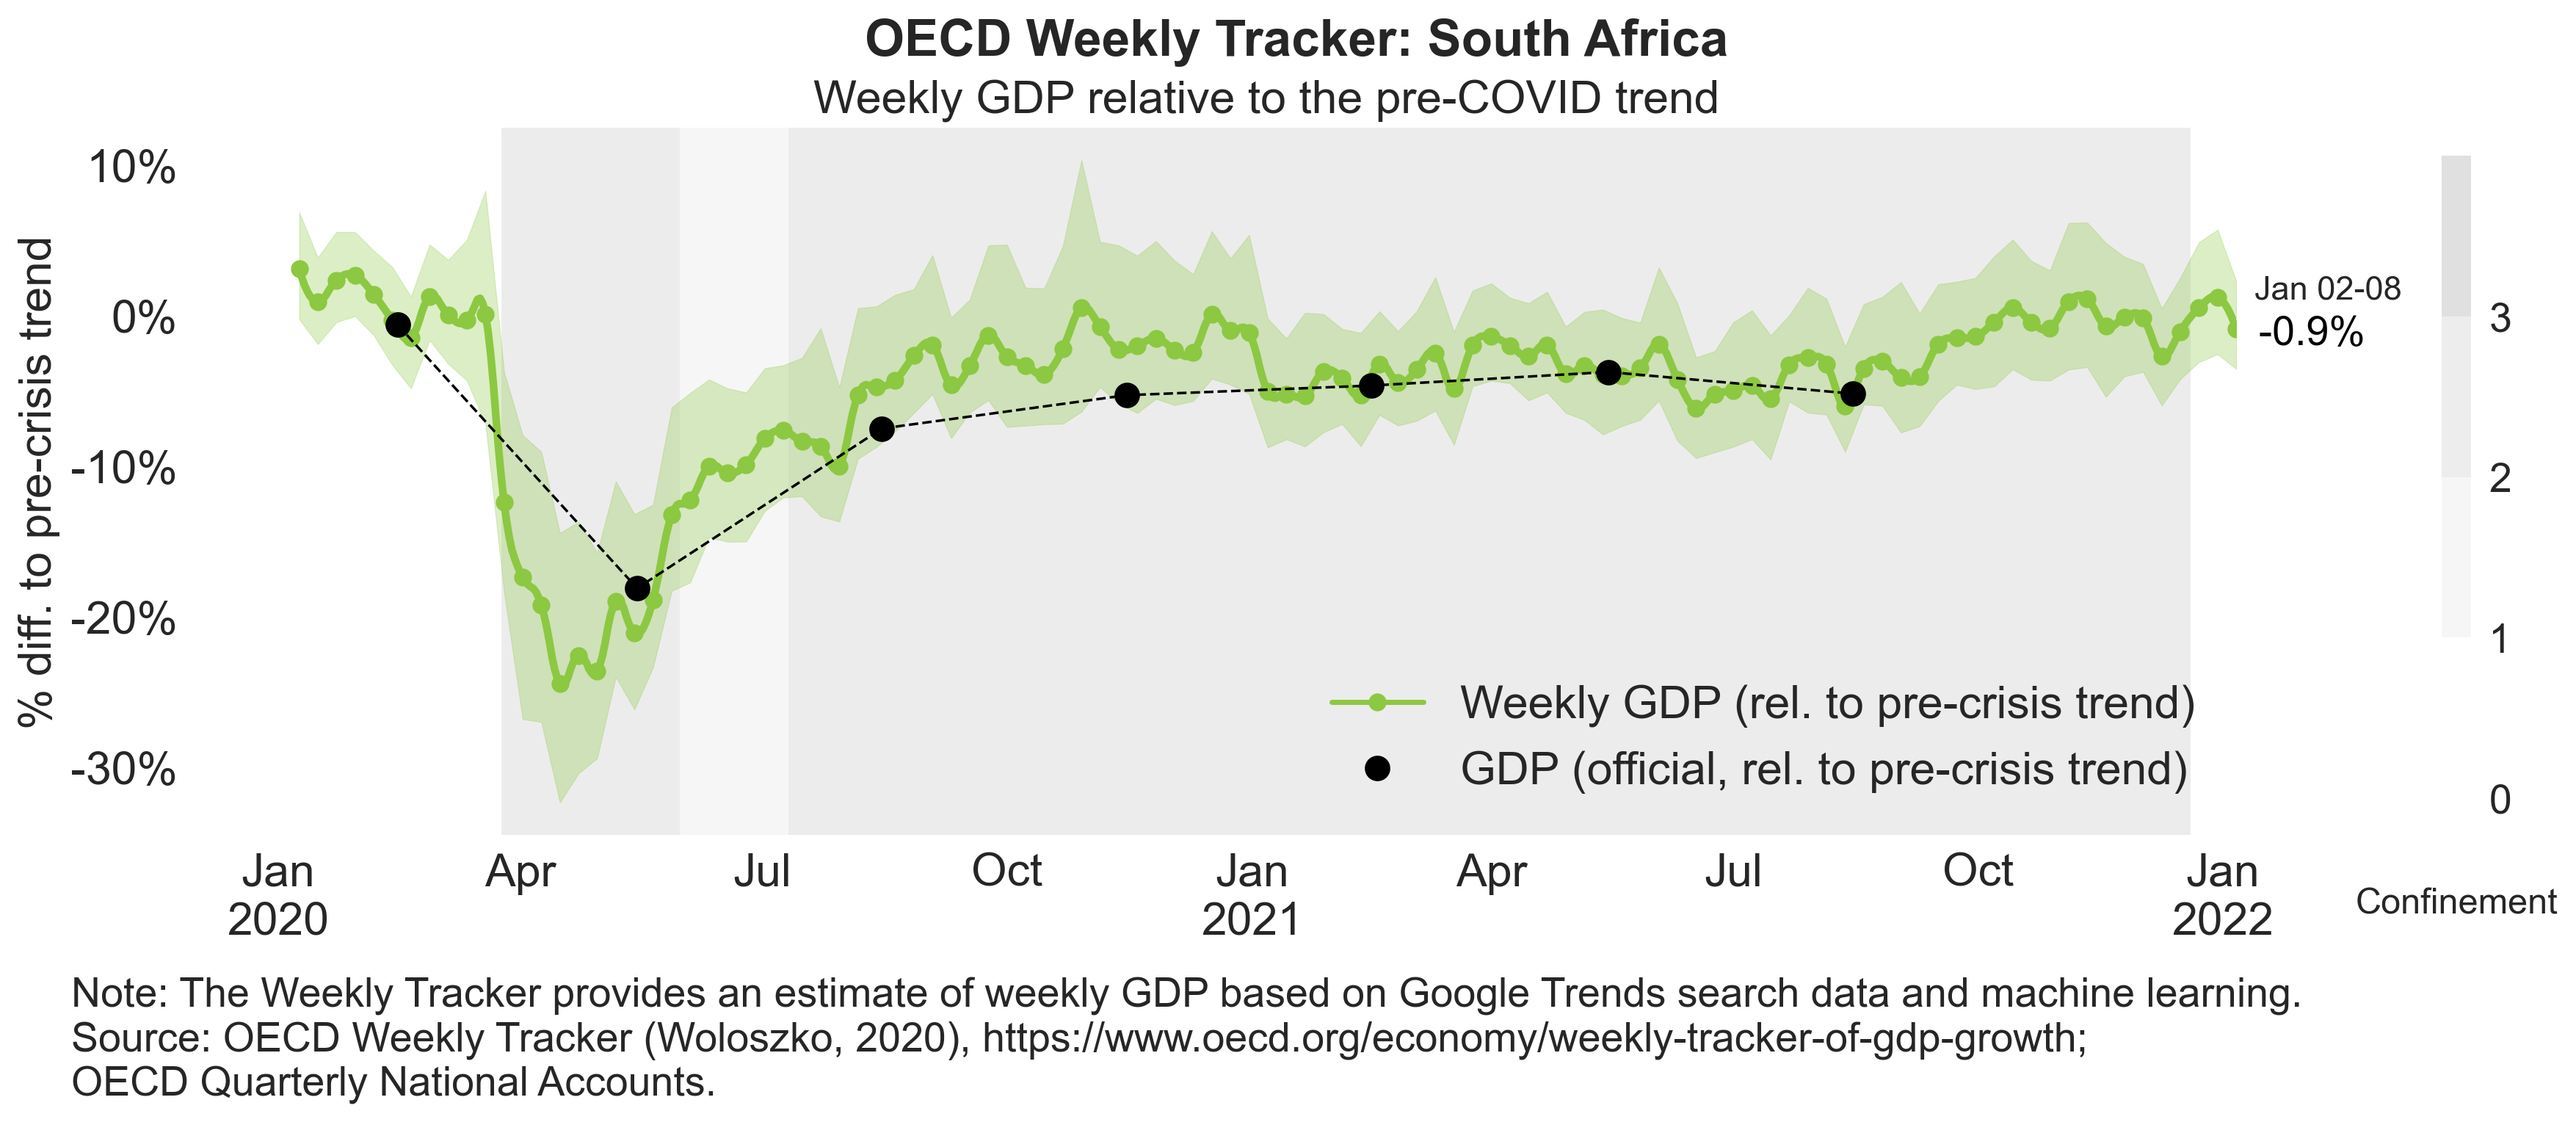 OECD Weekly Tracker: South Africa
Weekly GDP relative to the pre-COVID trend
% diff. to pre-crisis trend
10%
0%
-10%
-20%
-30%
Jan 02-08
-0.9%
3
2
1
0
Confinement
Weekly GDP (rel. to pre-crisis trend)
GDP (official, rel. to pre-crisis trend)
Jan Apr Jul Oct Jan Apr Jul Oct Jan
2020 2021 2022
Note: The Weekly Tracker provides an estimate of weekly GDP based on Google Trends search data and machine learning.
Source: OECD Weekly Tracker (Woloszko, 2020), https://www.oecd.org/economy/weekly-tracker-of-gdp-growth;
OECD Quarterly National Accounts.